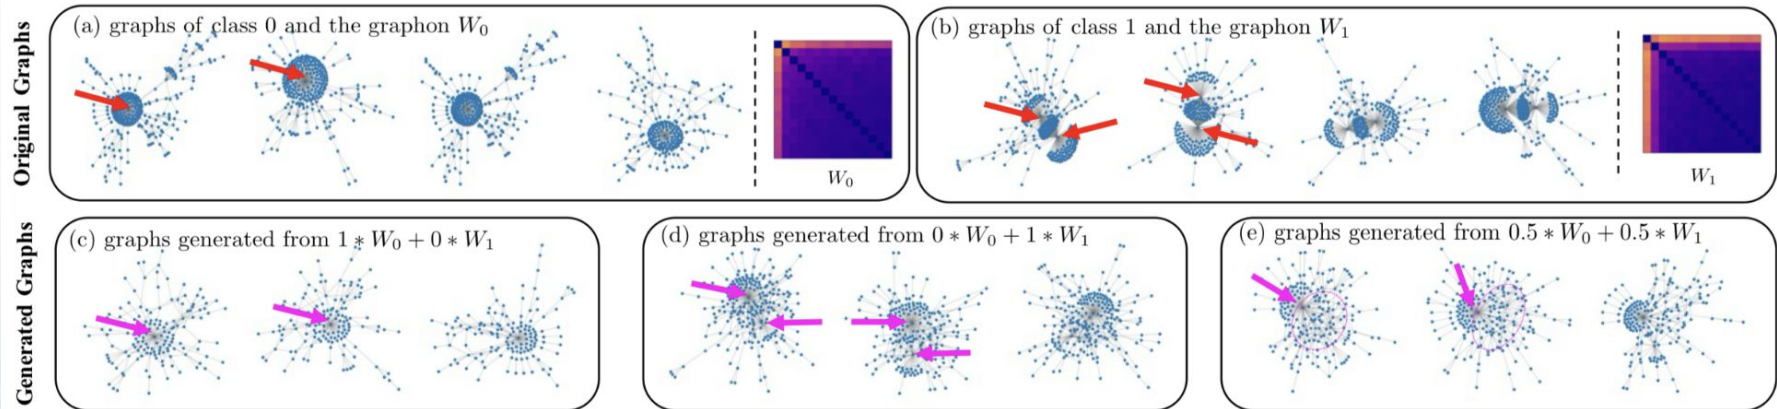 Original Graphs
(a) graphs of class 0 and the graphon W₀
W₀
(b) graphs of class 1 and the graphon W₁
W₁
Generated Graphs
(c) graphs generated from 1 ∗ W₀ + 0 ∗ W₁
(d) graphs generated from 0 ∗ W₀ + 1 ∗ W₁
(e) graphs generated from 0.5 ∗ W₀ + 0.5 ∗ W₁